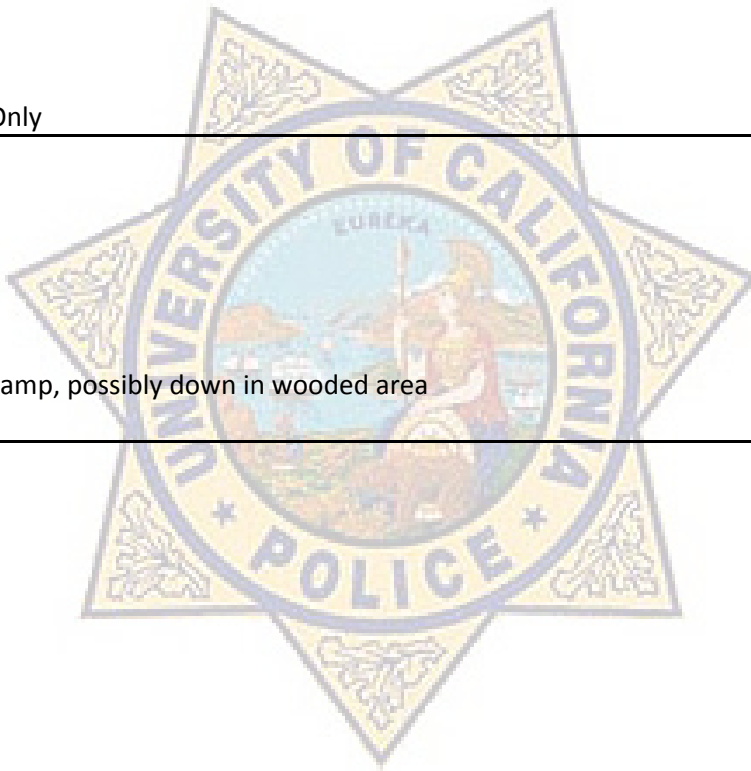 Only
UNIVERSITY OF CALIFORNIA
EUREKA
amp, possibly down in wooded area
POLICE